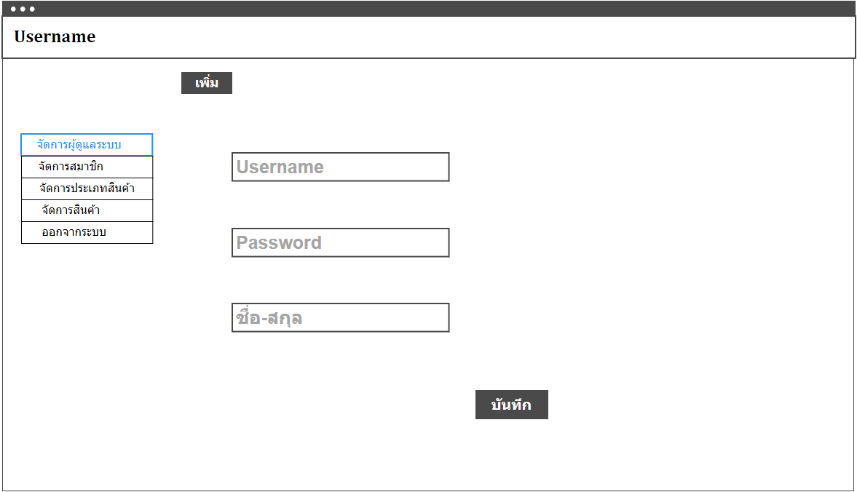 Username
เพิ่ม
จัดการผู้ดูแลระบบ
จัดการสมาชิก
จัดการประเภทสินค้า
จัดการสินค้า
ออกจากระบบ
Username
Password
ชื่อ-สกุล
บันทึก